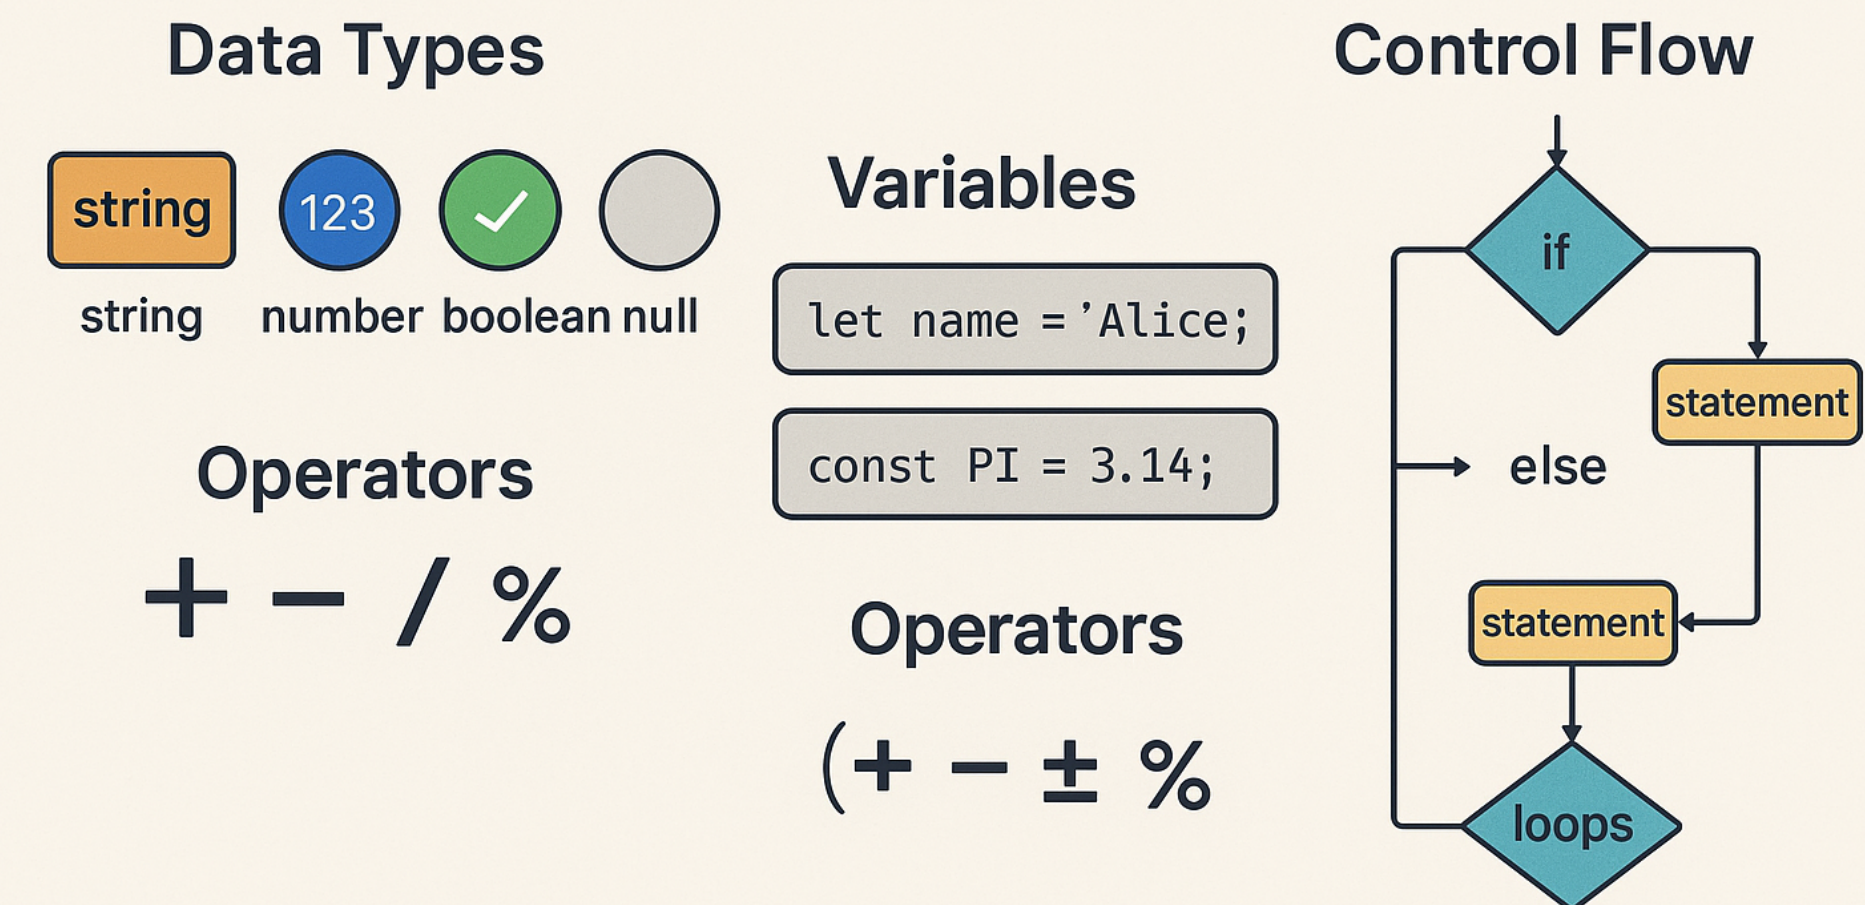 Data Types
string
123
string
number
boolean
null
Operators
+ − / %
Variables
let name = ’Alice;
const PI = 3.14;
Operators
(+ − ± %
Control Flow
if
statement
else
statement
loops